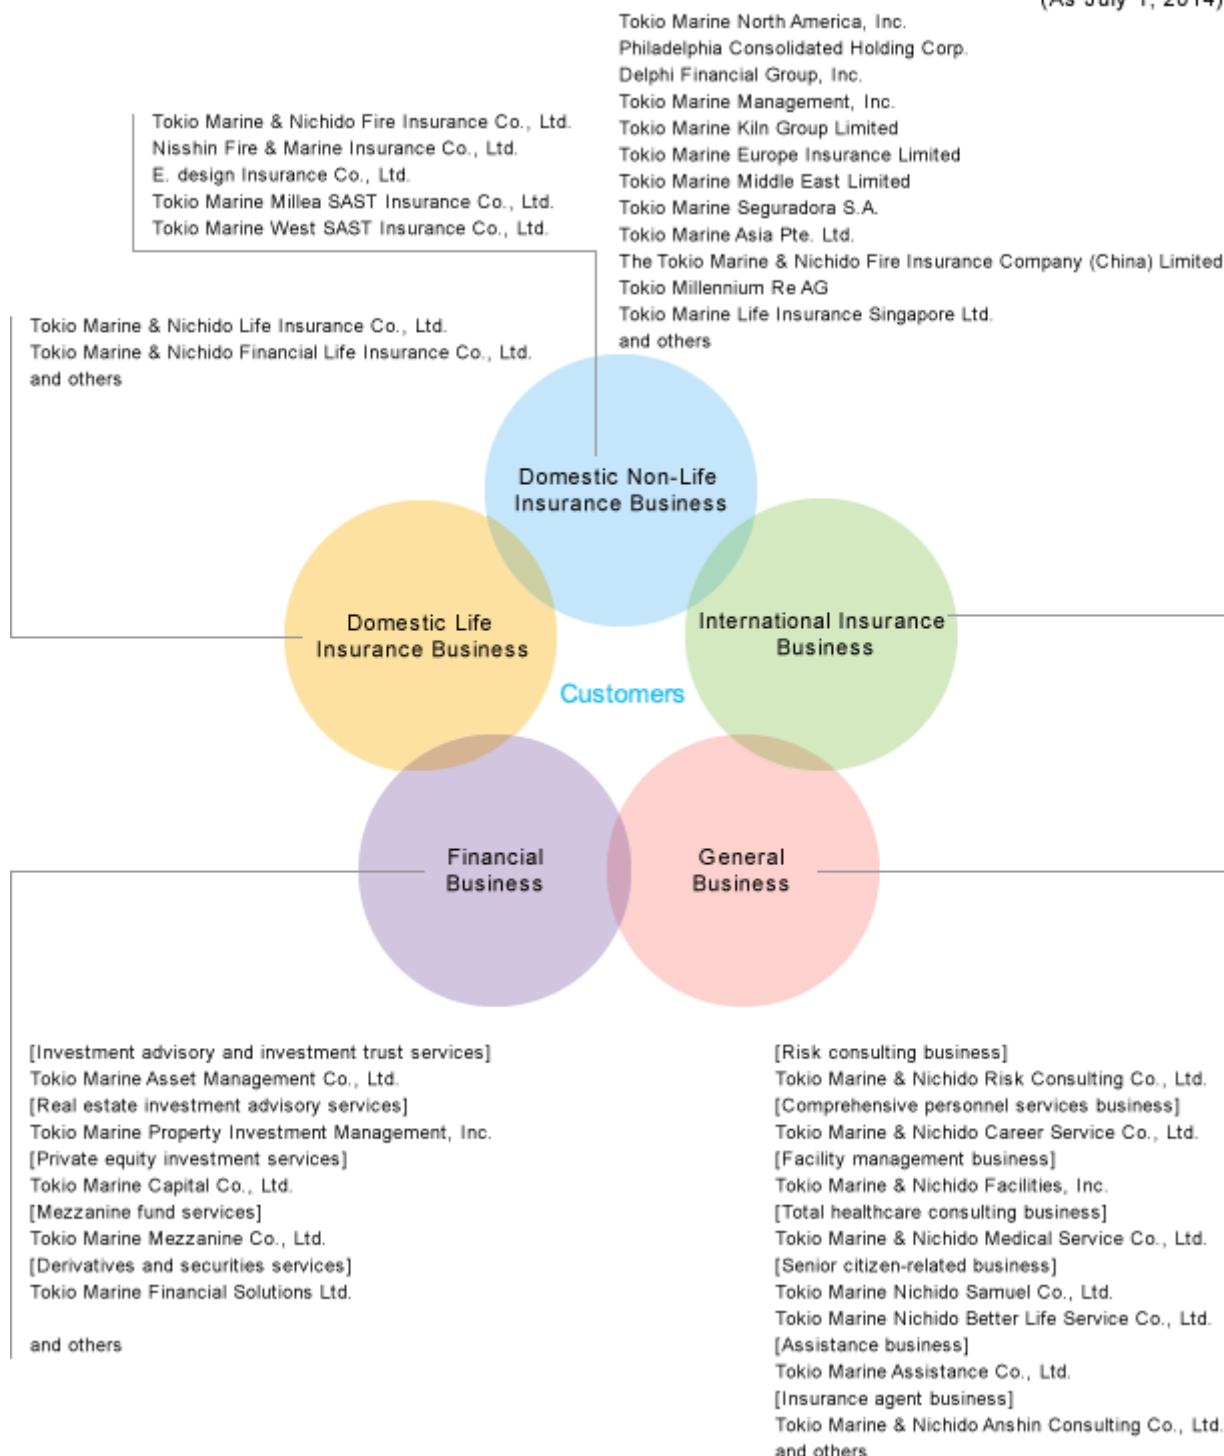 (As July 1, 2014)
Tokio Marine North America, Inc.
Philadelphia Consolidated Holding Corp.
Delphi Financial Group, Inc.
Tokio Marine Management, Inc.
Tokio Marine Kiln Group Limited
Tokio Marine Europe Insurance Limited
Tokio Marine Middle East Limited
Tokio Marine Seguradora S.A.
Tokio Marine Asia Pte. Ltd.
The Tokio Marine & Nichido Fire Insurance Company (China) Limited
Tokio Millennium Re AG
Tokio Marine Life Insurance Singapore Ltd.
and others
Tokio Marine & Nichido Fire Insurance Co., Ltd.
Nisshin Fire & Marine Insurance Co., Ltd.
E. design Insurance Co., Ltd.
Tokio Marine Millea SAST Insurance Co., Ltd.
Tokio Marine West SAST Insurance Co., Ltd.
Tokio Marine & Nichido Life Insurance Co., Ltd.
Tokio Marine & Nichido Financial Life Insurance Co., Ltd.
and others
Domestic Non-Life
Insurance Business
Domestic Life
Insurance Business
International Insurance
Business
Customers
Financial
Business
General
Business
[Investment advisory and investment trust services]
Tokio Marine Asset Management Co., Ltd.
[Real estate investment advisory services]
Tokio Marine Property Investment Management, Inc.
[Private equity investment services]
Tokio Marine Capital Co., Ltd.
[Mezzanine fund services]
Tokio Marine Mezzanine Co., Ltd.
[Derivatives and securities services]
Tokio Marine Financial Solutions Ltd.
and others
[Risk consulting business]
Tokio Marine & Nichido Risk Consulting Co., Ltd.
[Comprehensive personnel services business]
Tokio Marine & Nichido Career Service Co., Ltd.
[Facility management business]
Tokio Marine & Nichido Facilities, Inc.
[Total healthcare consulting business]
Tokio Marine & Nichido Medical Service Co., Ltd.
[Senior citizen-related business]
Tokio Marine Nichido Samuel Co., Ltd.
Tokio Marine Nichido Better Life Service Co., Ltd.
[Assistance business]
Tokio Marine Assistance Co., Ltd.
[Insurance agent business]
Tokio Marine & Nichido Anshin Consulting Co., Ltd.
and others